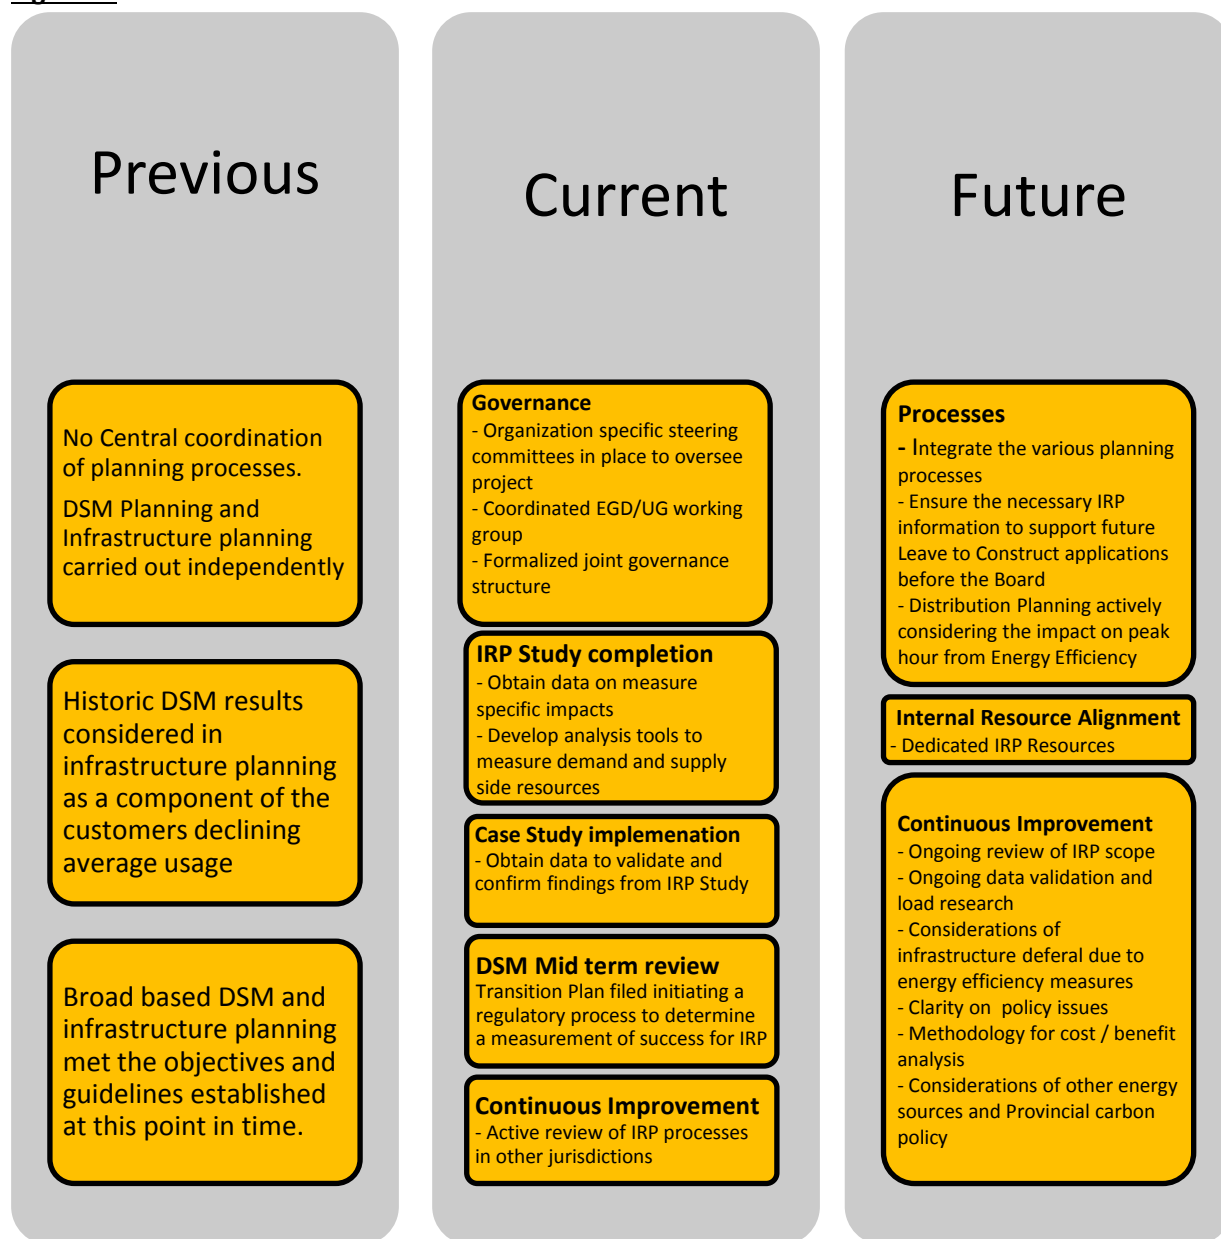 Previous
No Central coordination
of planning processes.
DSM Planning and
Infrastructure planning
carried out independently
Historic DSM results
considered in
infrastructure planning
as a component of the
customers declining
average usage
Broad based DSM and
infrastructure planning
met the objectives and
guidelines established
at this point in time.
Current
Governance
- Organization specific steering
committees in place to oversee
project
- Coordinated EGD/UG working
group
- Formalized joint governance
structure
IRP Study completion
- Obtain data on measure
specific impacts
- Develop analysis tools to
measure demand and supply
side resources
Case Study implemenation
- Obtain data to validate and
confirm findings from IRP Study
DSM Mid term review
Transition Plan filed initiating a
regulatory process to determine
a measurement of success for IRP
Continuous Improvement
- Active review of IRP processes
in other jurisdictions
Future
Processes
- Integrate the various planning
processes
- Ensure the necessary IRP
information to support future
Leave to Construct applications
before the Board
- Distribution Planning actively
considering the impact on peak
hour from Energy Efficiency
Internal Resource Alignment
- Dedicated IRP Resources
Continuous Improvement
- Ongoing review of IRP scope
- Ongoing data validation and
load research
- Considerations of
infrastructure deferal due to
energy efficiency measures
- Clarity on  policy issues
- Methodology for cost / benefit
analysis
- Considerations of other energy
sources and Provincial carbon
policy